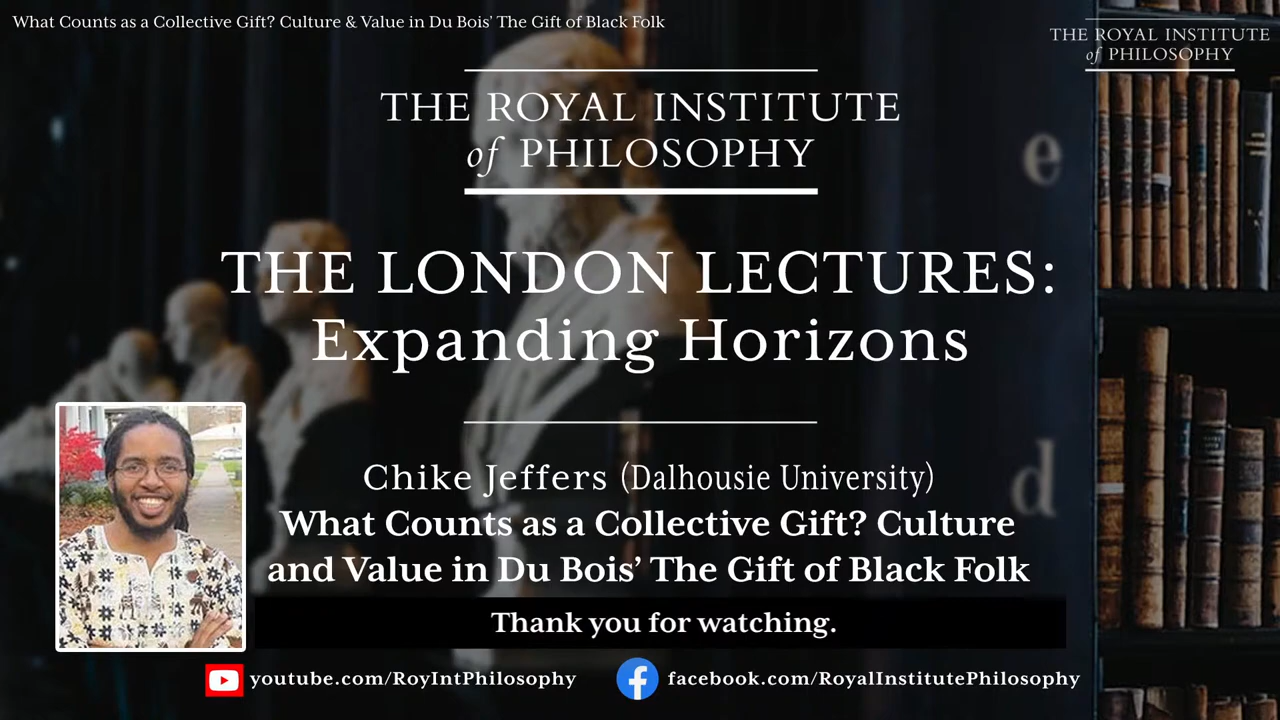 What Counts as a Collective Gift? Culture & Value in Du Bois’ The Gift of Black Folk
THE ROYAL INSTITUTE
of PHILOSOPHY
THE ROYAL INSTITUTE
of PHILOSOPHY
THE LONDON LECTURES:
Expanding Horizons
e
d
Chike Jeffers (Dalhousie University)
What Counts as a Collective Gift? Culture
and Value in Du Bois’ The Gift of Black Folk
Thank you for watching.
youtube.com/RoyIntPhilosophy
facebook.com/RoyalInstitutePhilosophy